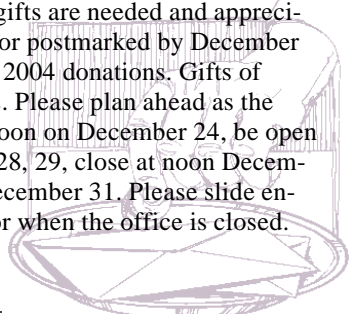 gifts are needed and appreci-
or postmarked by December
2004 donations. Gifts of
. Please plan ahead as the
oon on December 24, be open
28, 29, close at noon Decem-
ecember 31. Please slide en-
or when the office is closed.